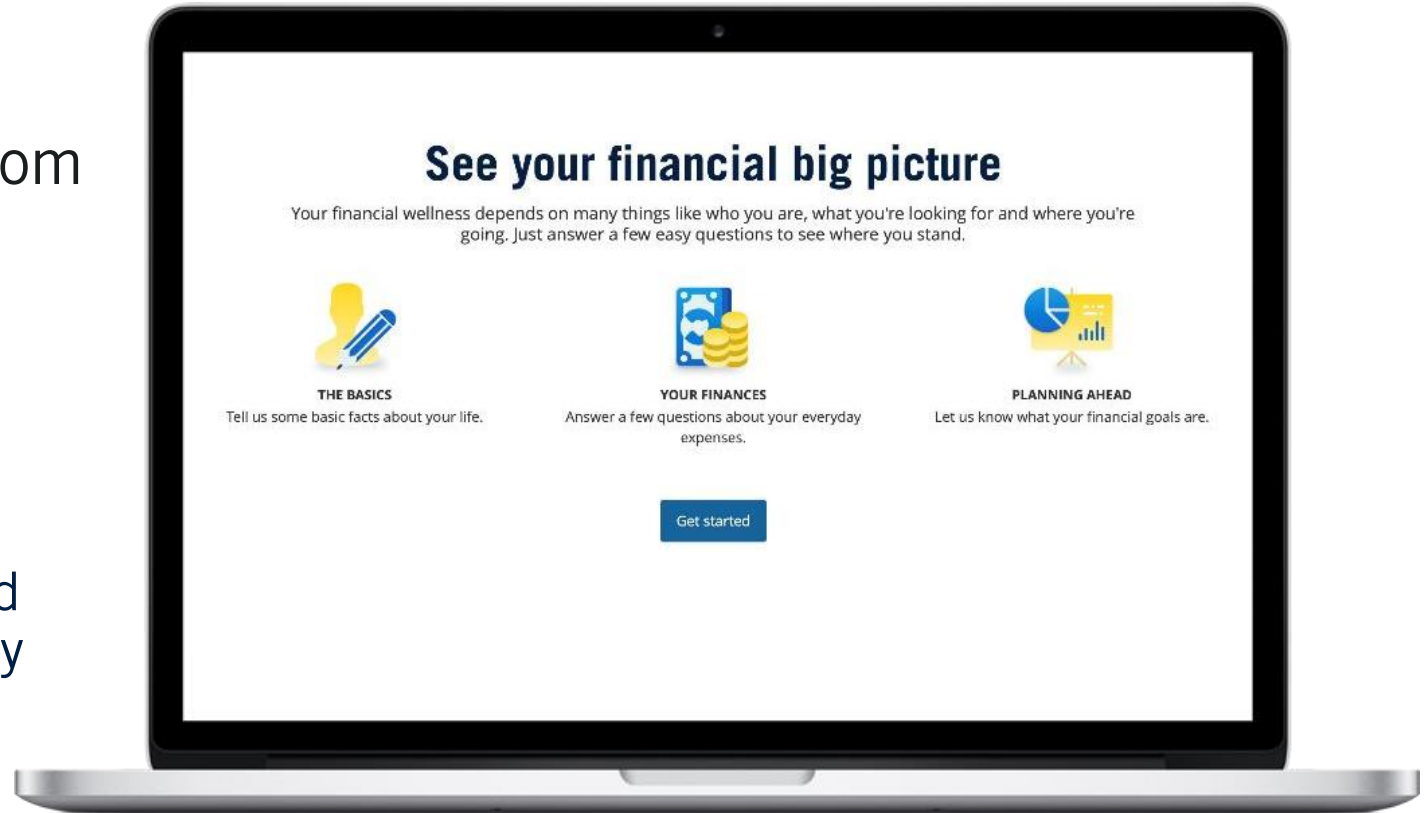 om
See your financial big picture
Your financial wellness depends on many things like who you are, what you're looking for and where you're
going. Just answer a few easy questions to see where you stand.
THE BASICS
Tell us some basic facts about your life.
YOUR FINANCES
Answer a few questions about your everyday
expenses.
PLANNING AHEAD
Let us know what your financial goals are.
Get started
d
y